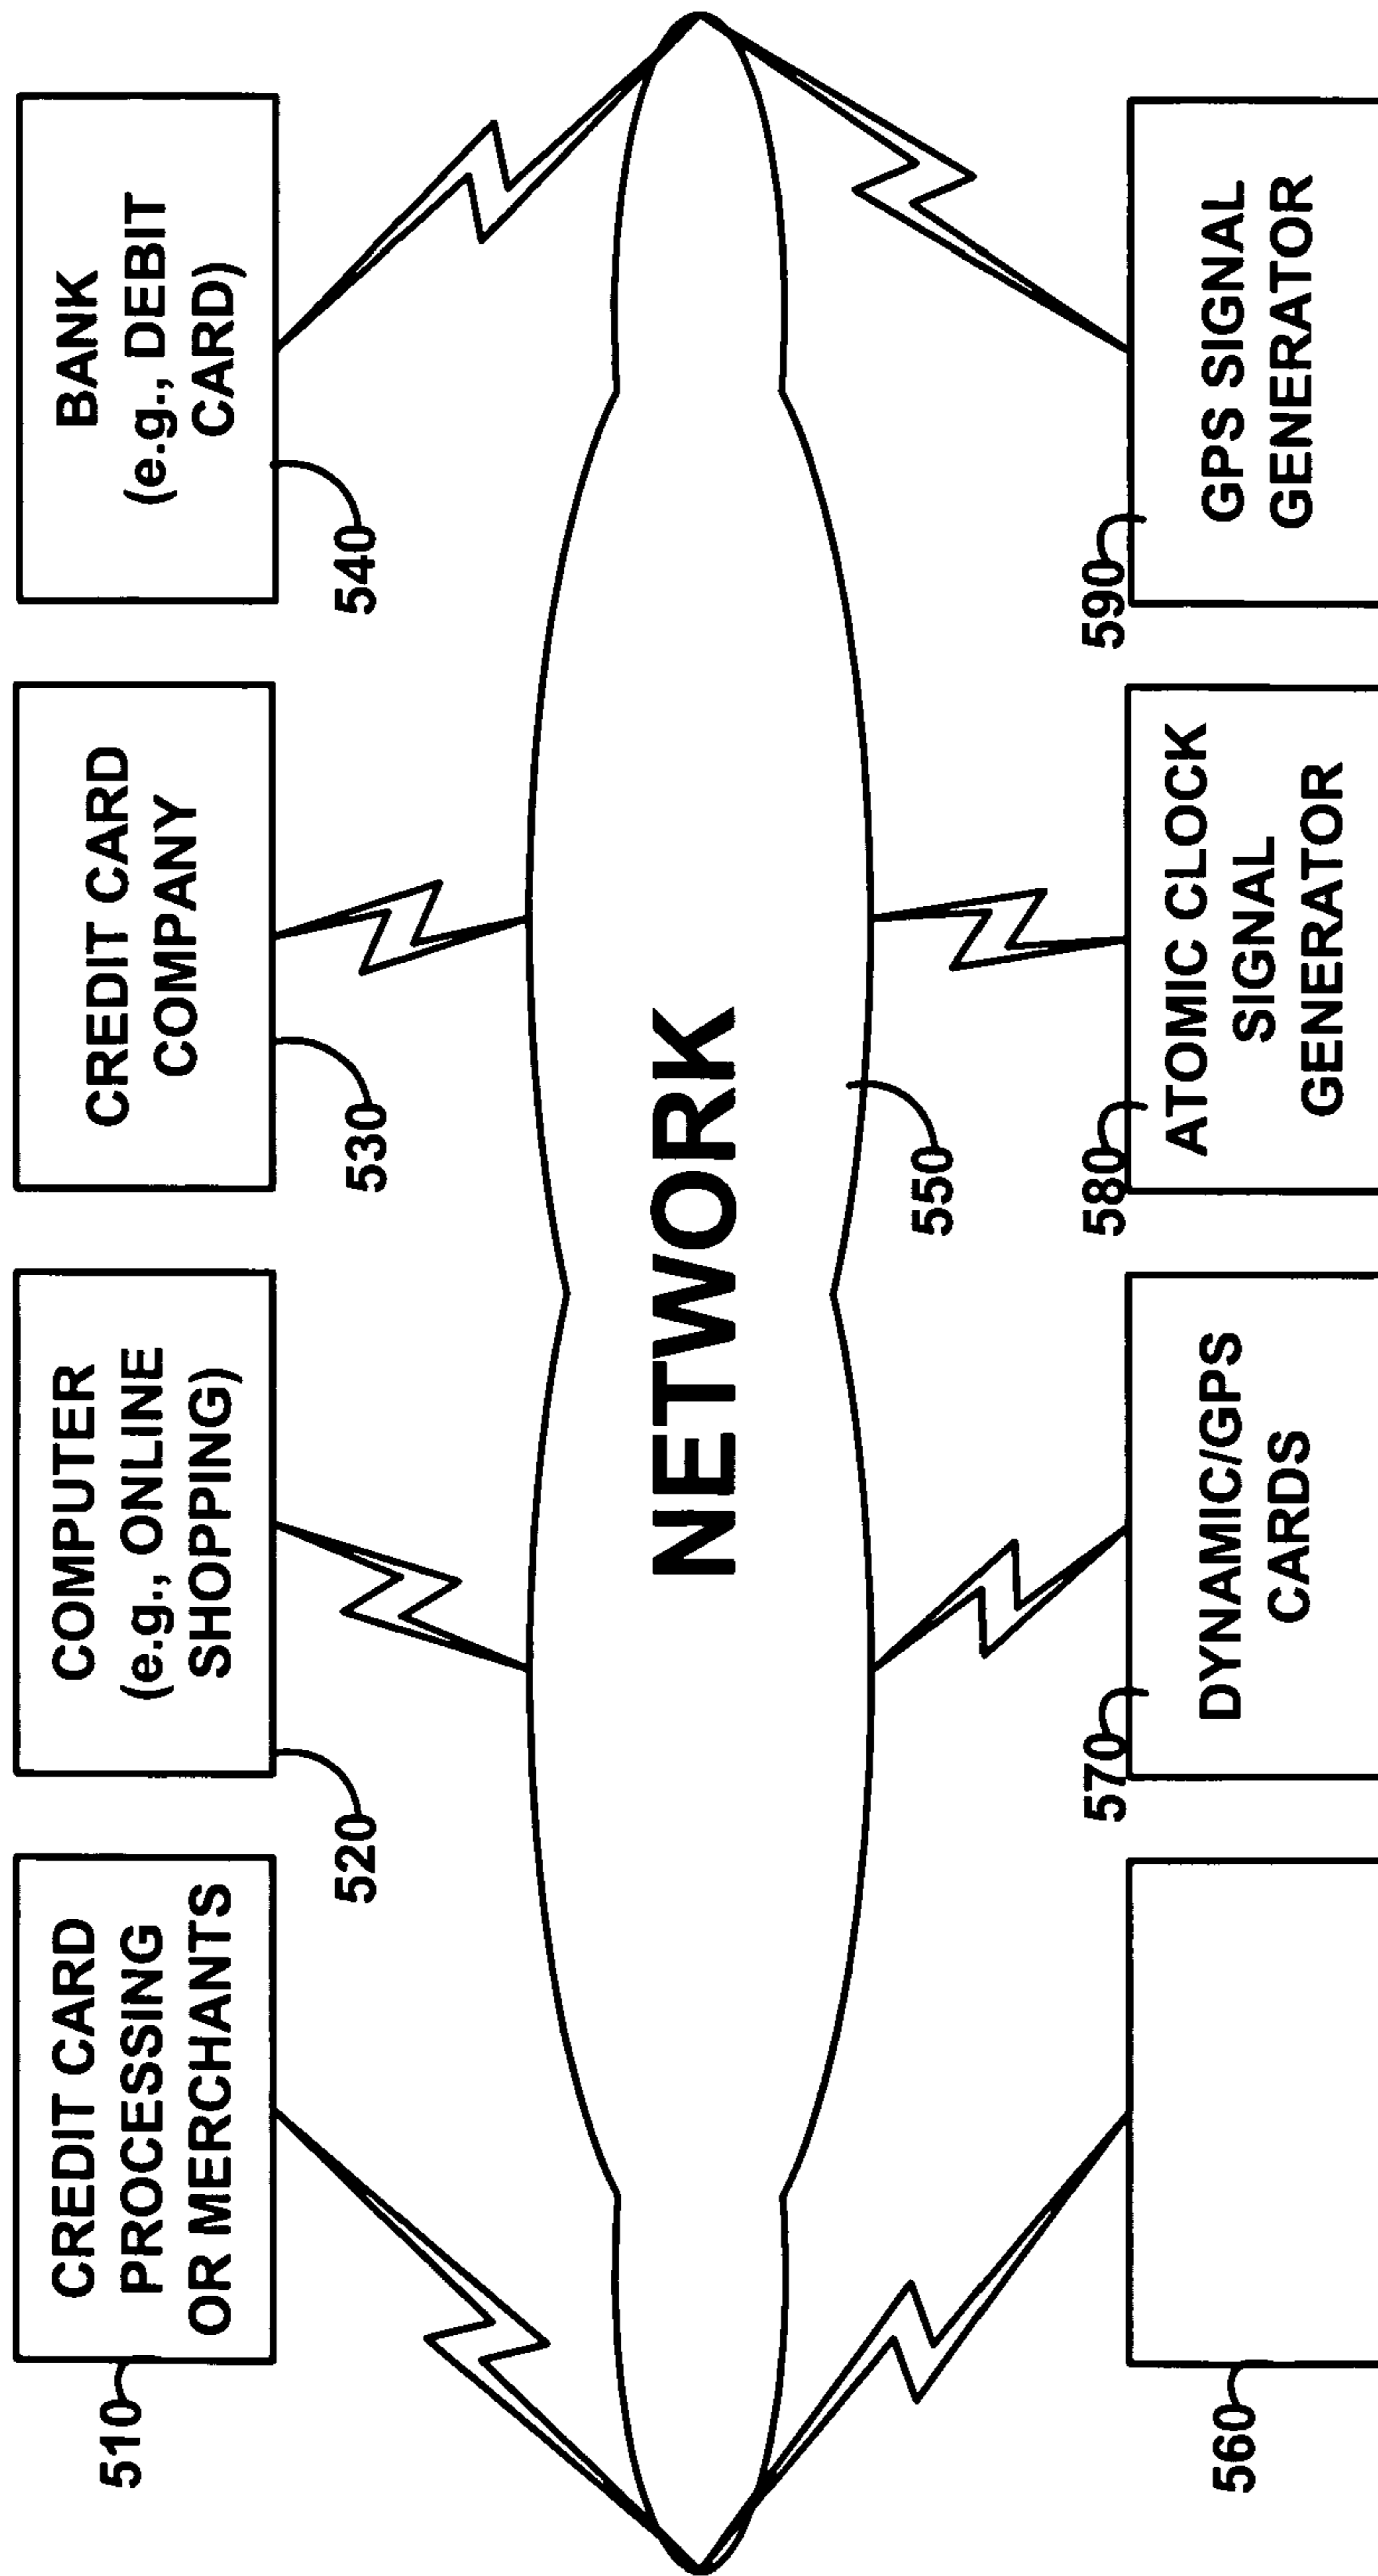 CREDIT CARD
PROCESSING
OR MERCHANTS
510
COMPUTER
(e.g., ONLINE
SHOPPING)
520
CREDIT CARD
COMPANY
530
BANK
(e.g., DEBIT
CARD)
540
NETWORK
550
560
DYNAMIC/GPS
CARDS
570
ATOMIC CLOCK
SIGNAL
GENERATOR
580
GPS SIGNAL
GENERATOR
590